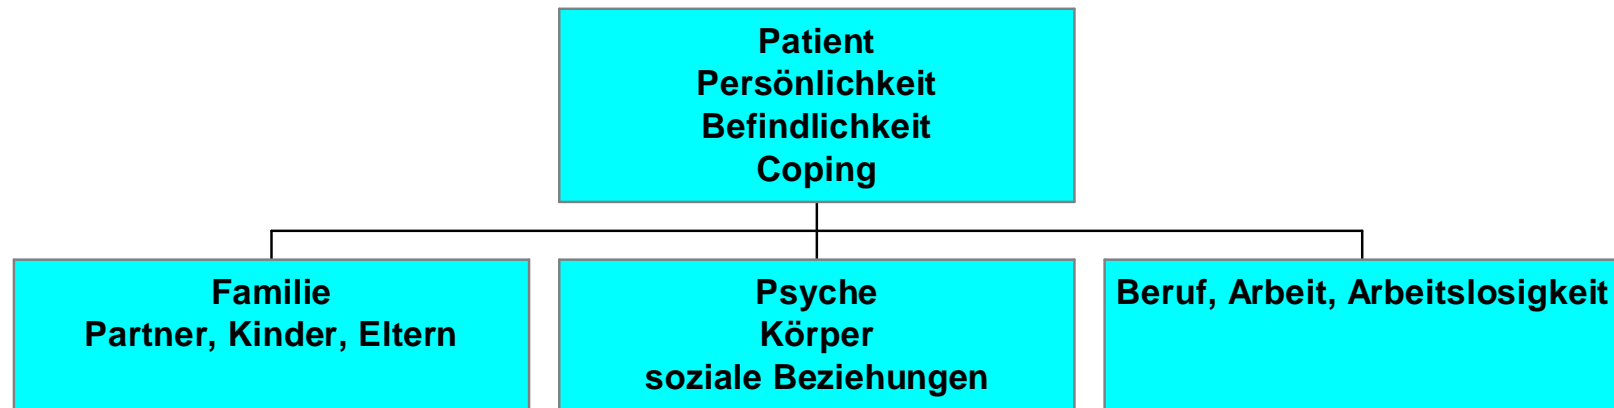 Patient
Persönlichkeit
Befindlichkeit
Coping
Familie
Partner, Kinder, Eltern
Psyche
Körper
soziale Beziehungen
Beruf, Arbeit, Arbeitslosigkeit